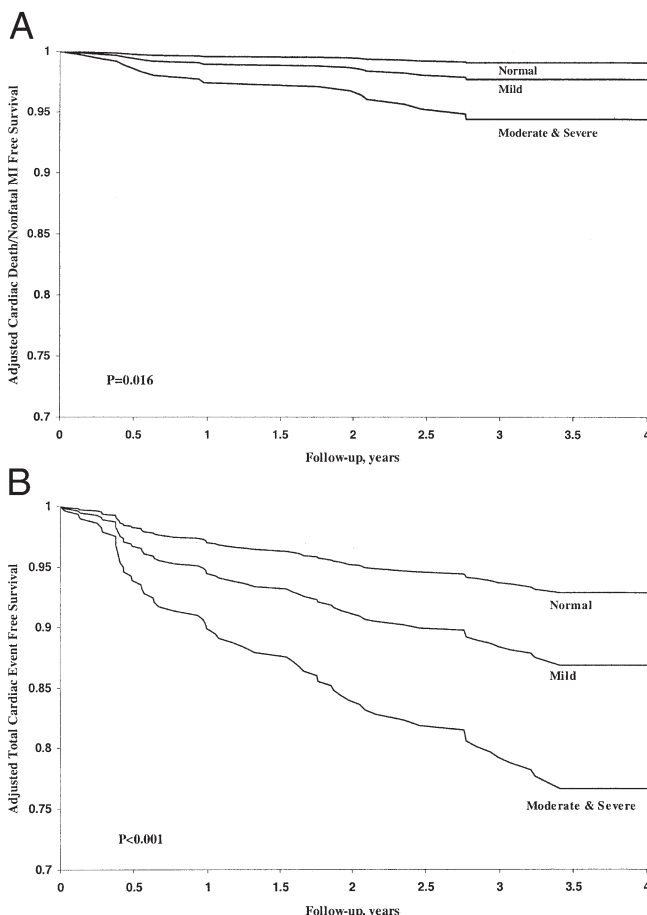 A
Adjusted Cardiac Death/Nonfatal MI Free Survival
1
0.95
0.9
0.85
0.8
0.75
0.7
Normal
Mild
Moderate & Severe
P=0.016
0 0.5 1 1.5 2 2.5 3 3.5 4
Follow-up, years
B
Adjusted Total Cardiac Event Free Survival
1
0.95
0.9
0.85
0.8
0.75
0.7
Normal
Mild
Moderate & Severe
P<0.001
0 0.5 1 1.5 2 2.5 3 3.5 4
Follow-up, years